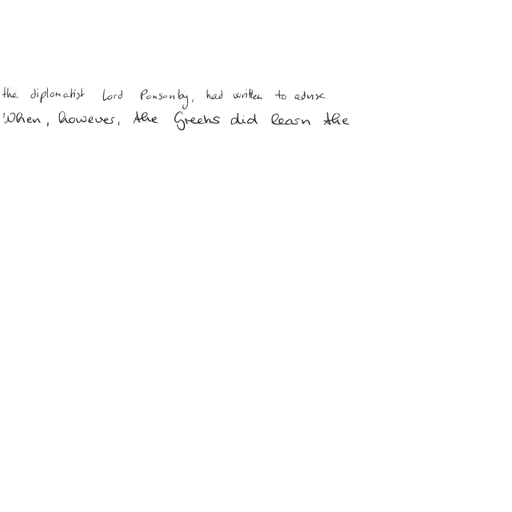 the diplomatist Lord Ponsonby, had written to advise
When, however, the Greeks did learn the